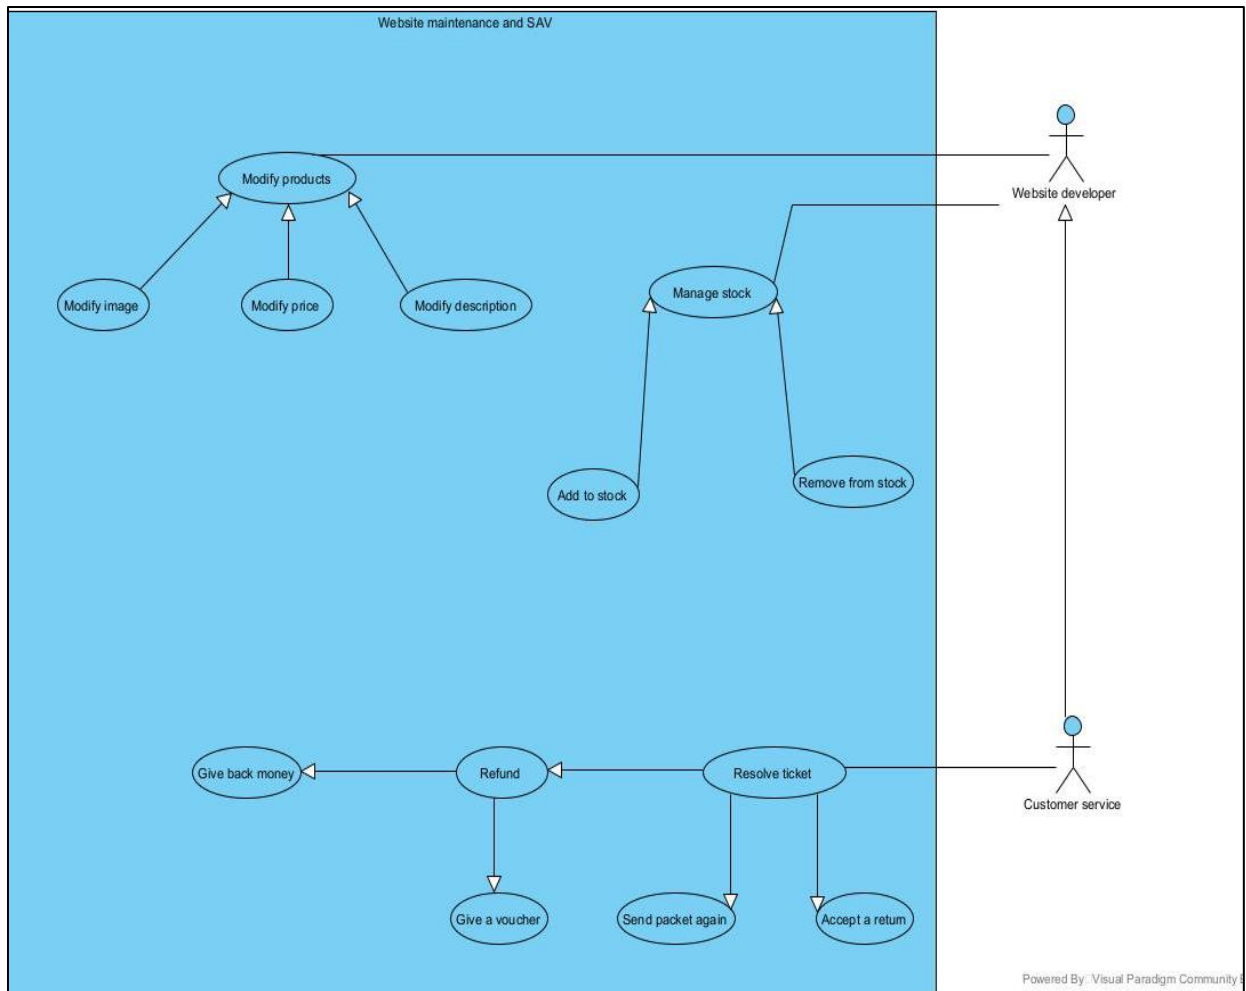 Website maintenance and SAV
Modify products
Website developer
Modify image
Modify price
Modify description
Manage stock
Add to stock
Remove from stock
Give back money
Refund
Resolve ticket
Customer service
Give a voucher
Send packet again
Accept a return
Powered By Visual Paradigm Community E